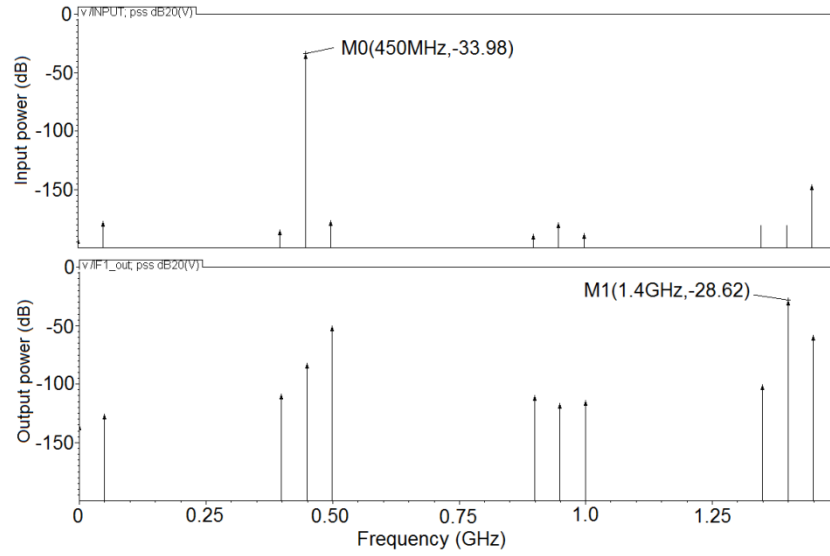 v /INPUT; pss dB20(V)
0
M0(450MHz,-33.98)
-50
Input power (dB)
-100
-150
v /IF1_out; pss dB20(V)
0
M1(1.4GHz,-28.62)
-50
Output power (dB)
-100
-150
0 0.25 0.50 0.75 1.0 1.25
Frequency (GHz)